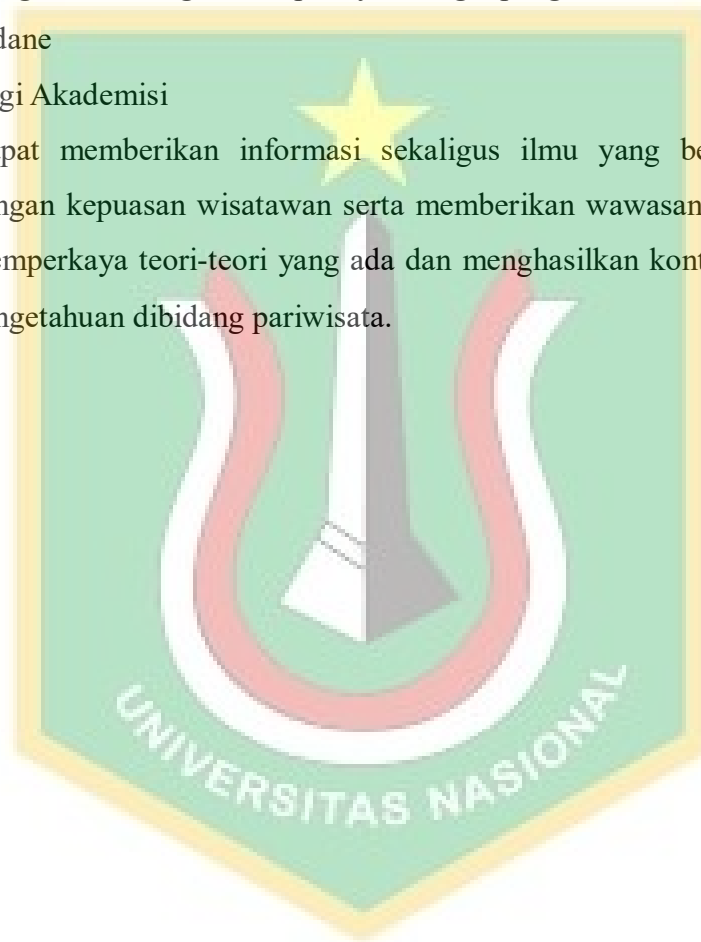 dane
gi Akademisi
pat memberikan informasi sekaligus ilmu yang be
ngan kepuasan wisatawan serta memberikan wawasan
emperkaya teori-teori yang ada dan menghasilkan kont
ngetahuan dibidang pariwisata.
UNIVERSITAS NASIONAL